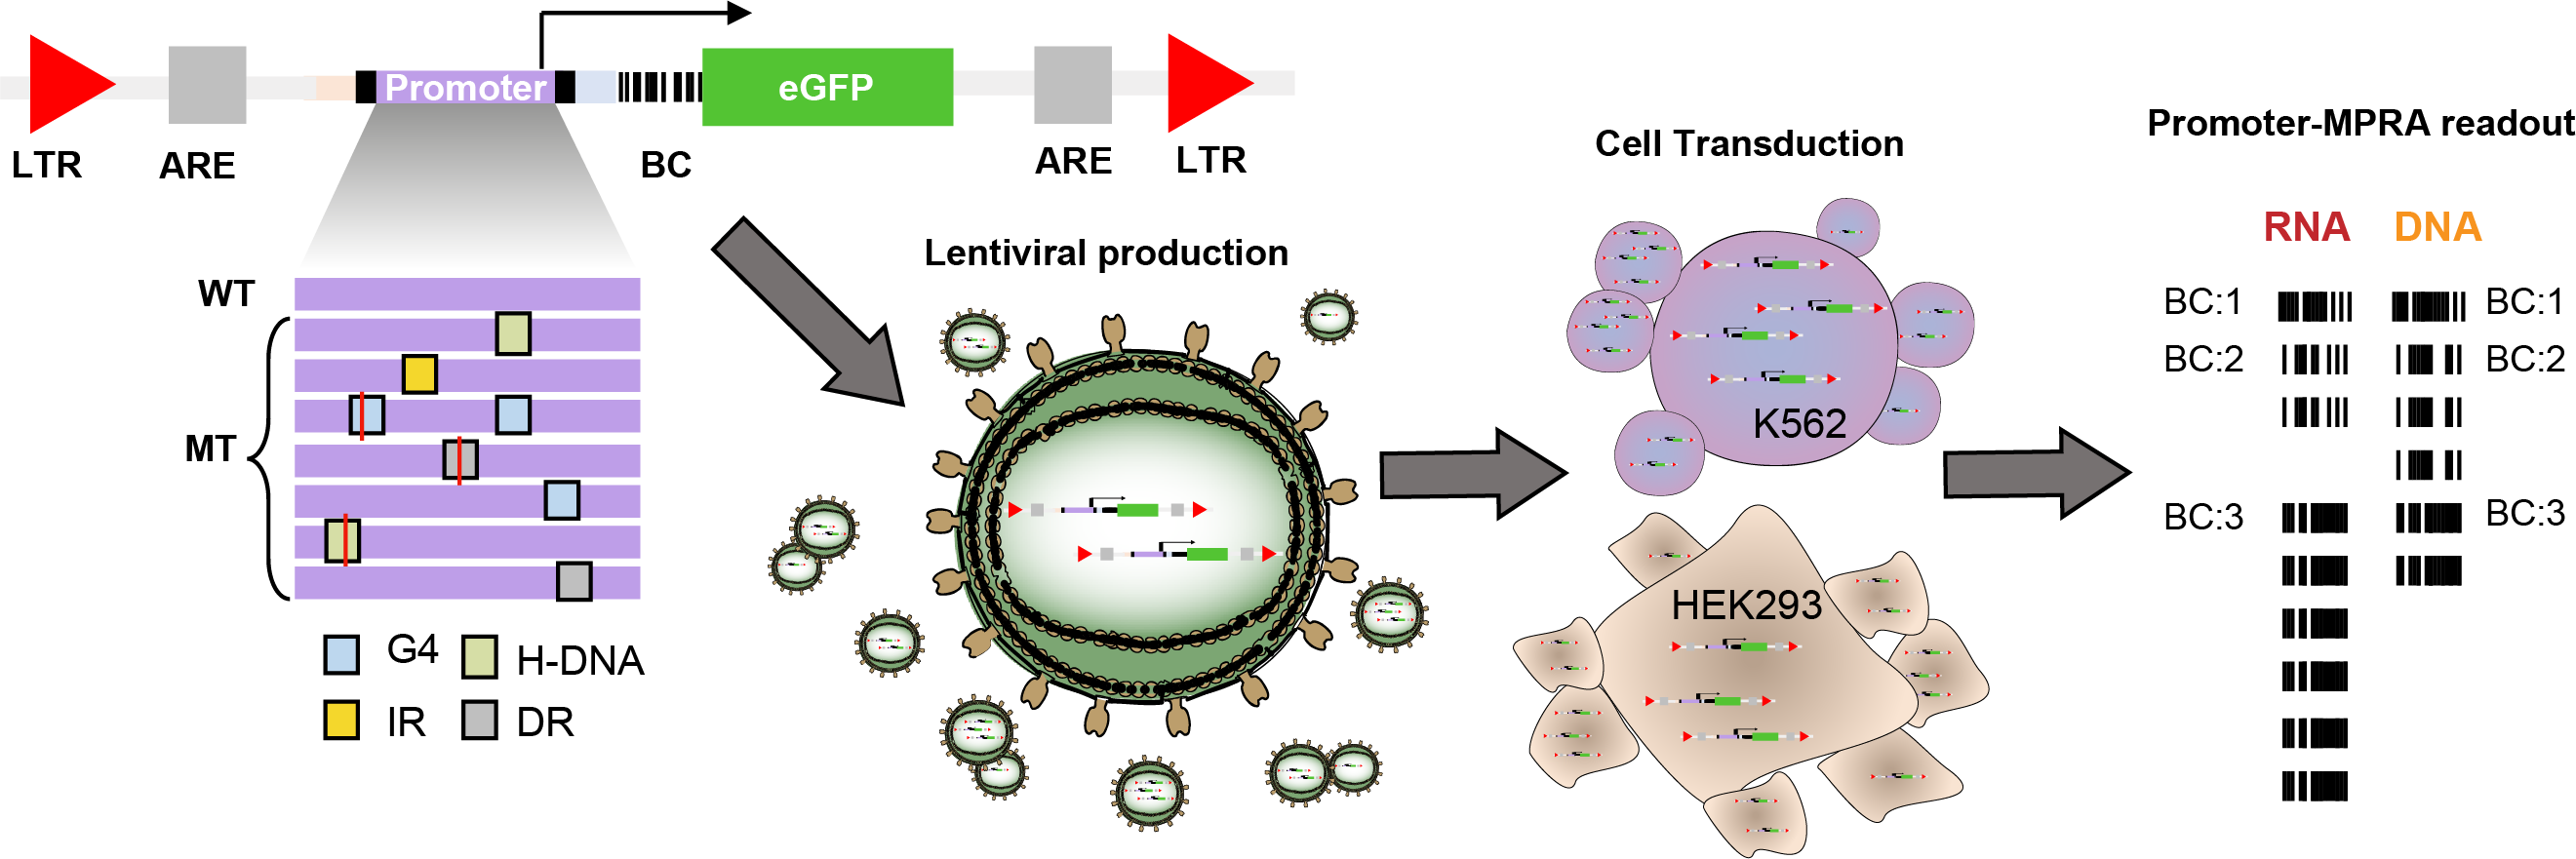 Promoter
eGFP
LTR
ARE
BC
ARE
LTR
WT
MT
G4
H-DNA
IR
DR
Lentiviral production
Cell Transduction
K562
HEK293
Promoter-MPRA readout
RNA
DNA
BC:1
BC:1
BC:2
BC:2
BC:3
BC:3